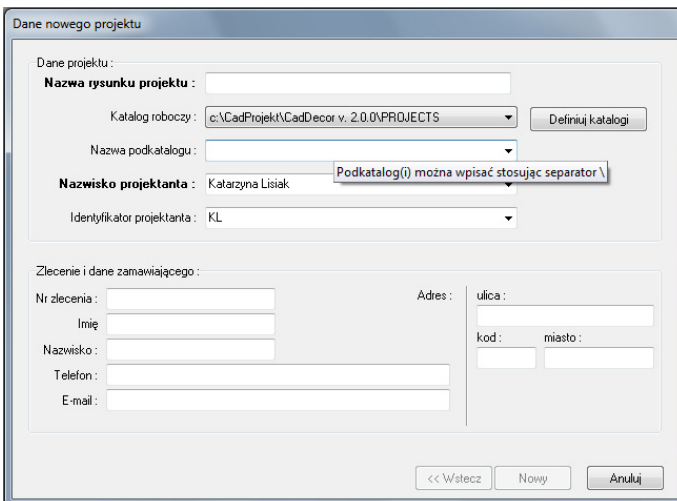 Dane nowego projektu
Dane projektu :
Nazwa rysunku projektu :
Katalog roboczy : c:\CadProjekt\CadDecor v. 2.0.0\PROJECTS Definiuj katalogi
Nazwa podkatalogu :
Podkatalog(i) można wpisać stosując separator \
Nazwisko projektanta : Katarzyna Lisiak
Identyfikator projektanta : KL
Zlecenie i dane zamawiającego :
Nr zlecenia : Adres : ulica :
Imię
kod : miasto :
Nazwisko :
Telefon :
E-mail :
<< Wstecz Nowy Anuluj